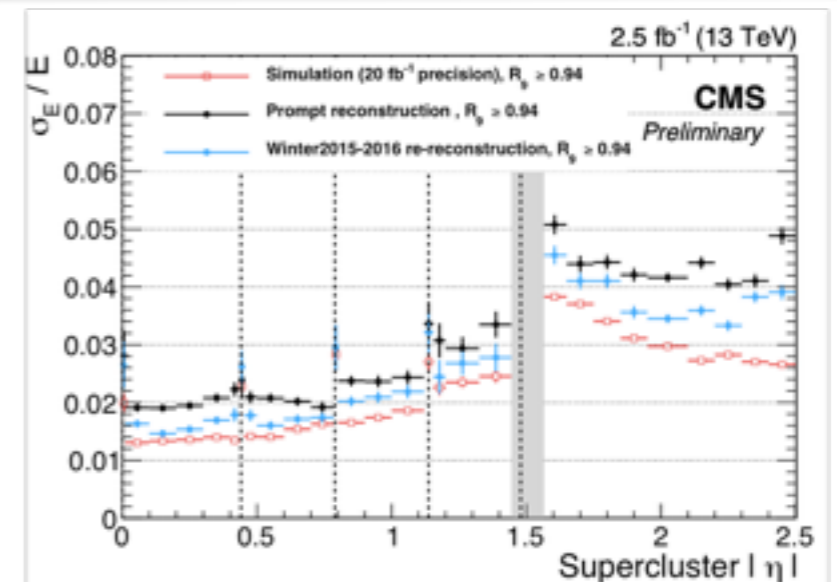 2.5 fb⁻¹ (13 TeV)
σ_E / E
0.08
0.07
0.06
0.05
0.04
0.03
0.02
0.01
0
Simulation (20 fb⁻¹ precision), R₉ ≥ 0.94
Prompt reconstruction , R₉ ≥ 0.94
Winter2015-2016 re-reconstruction, R₉ ≥ 0.94
CMS
Preliminary
0 0.5 1 1.5 2 2.5
Supercluster | η |